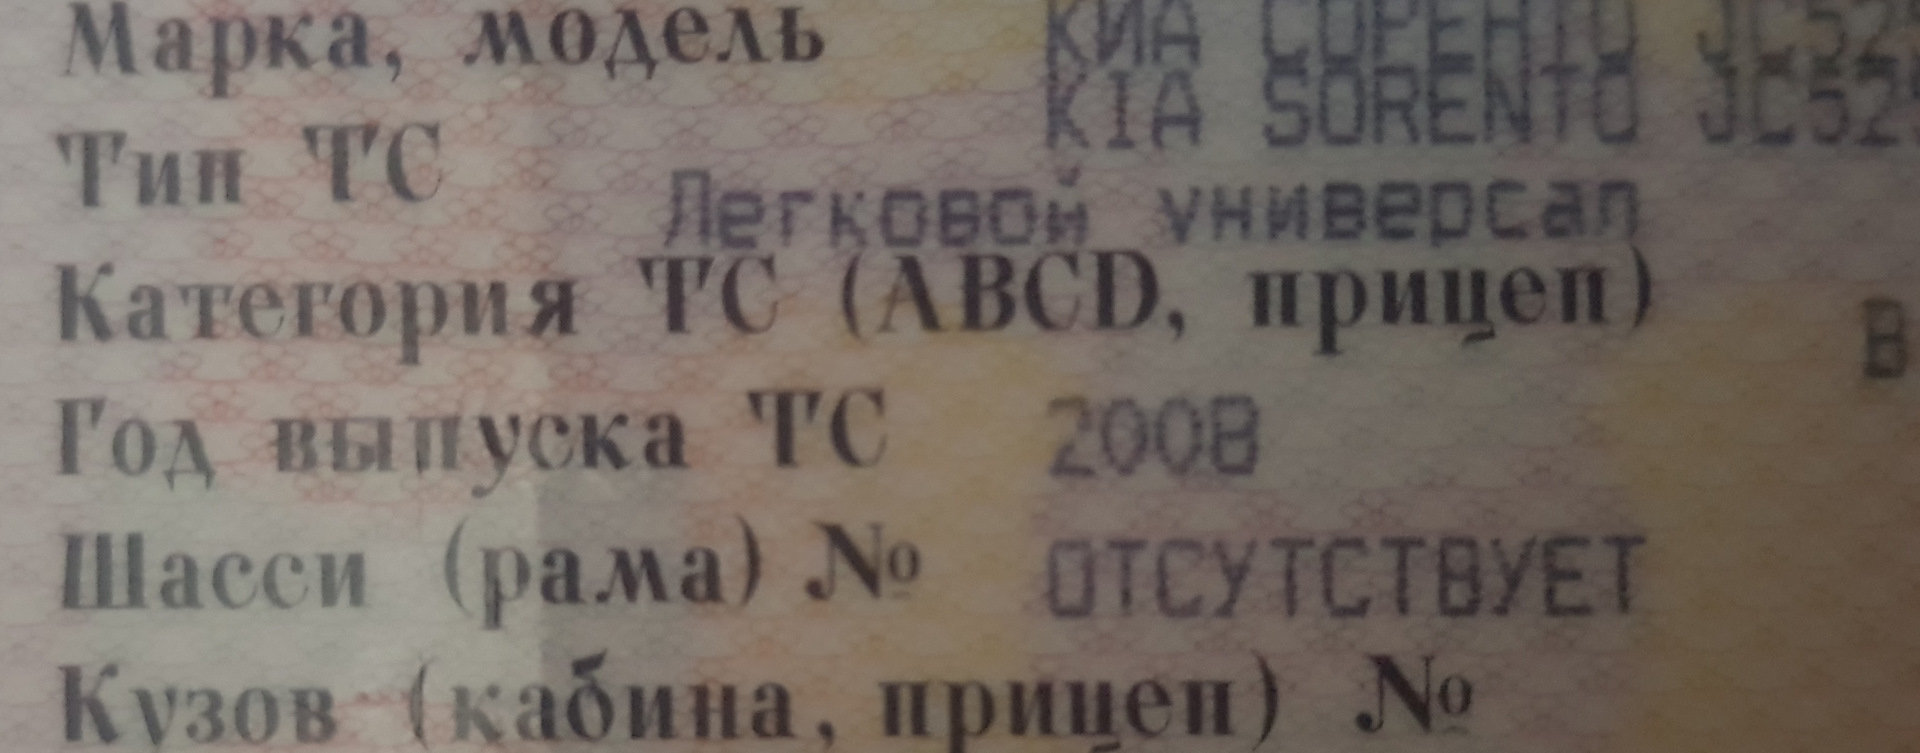 Марка, модель КИА СОРЕНТО
KIA SORENTO
Тип ТС
Легковой универсал
Категория ТС (ABCD, прицеп) B
Год выпуска ТС 2008
Шасси (рама) № ОТСУТСТВУЕТ
Кузов (кабина, прицеп) №